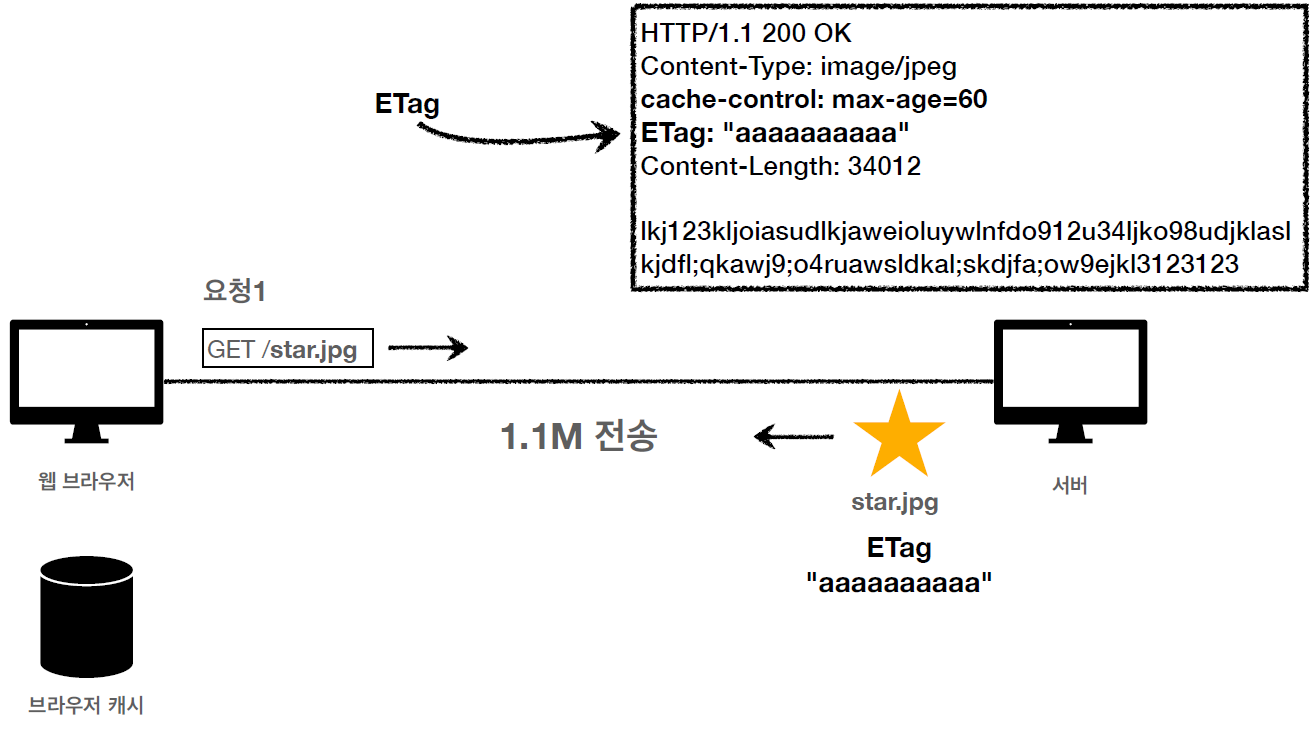 HTTP/1.1 200 OK
Content-Type: image/jpeg
cache-control: max-age=60
ETag: "aaaaaaaaaa"
Content-Length: 34012
lkj123kljoiasudlkjaweioluywlnfdo912u34ljko98udjklasl
kjdfl;qkawj9;o4ruawsldkal;skdjfa;ow9ejkl3123123
ETag
요청1
GET /star.jpg
1.1M 전송
웹 브라우저
star.jpg
서버
ETag
"aaaaaaaaaa"
브라우저 캐시